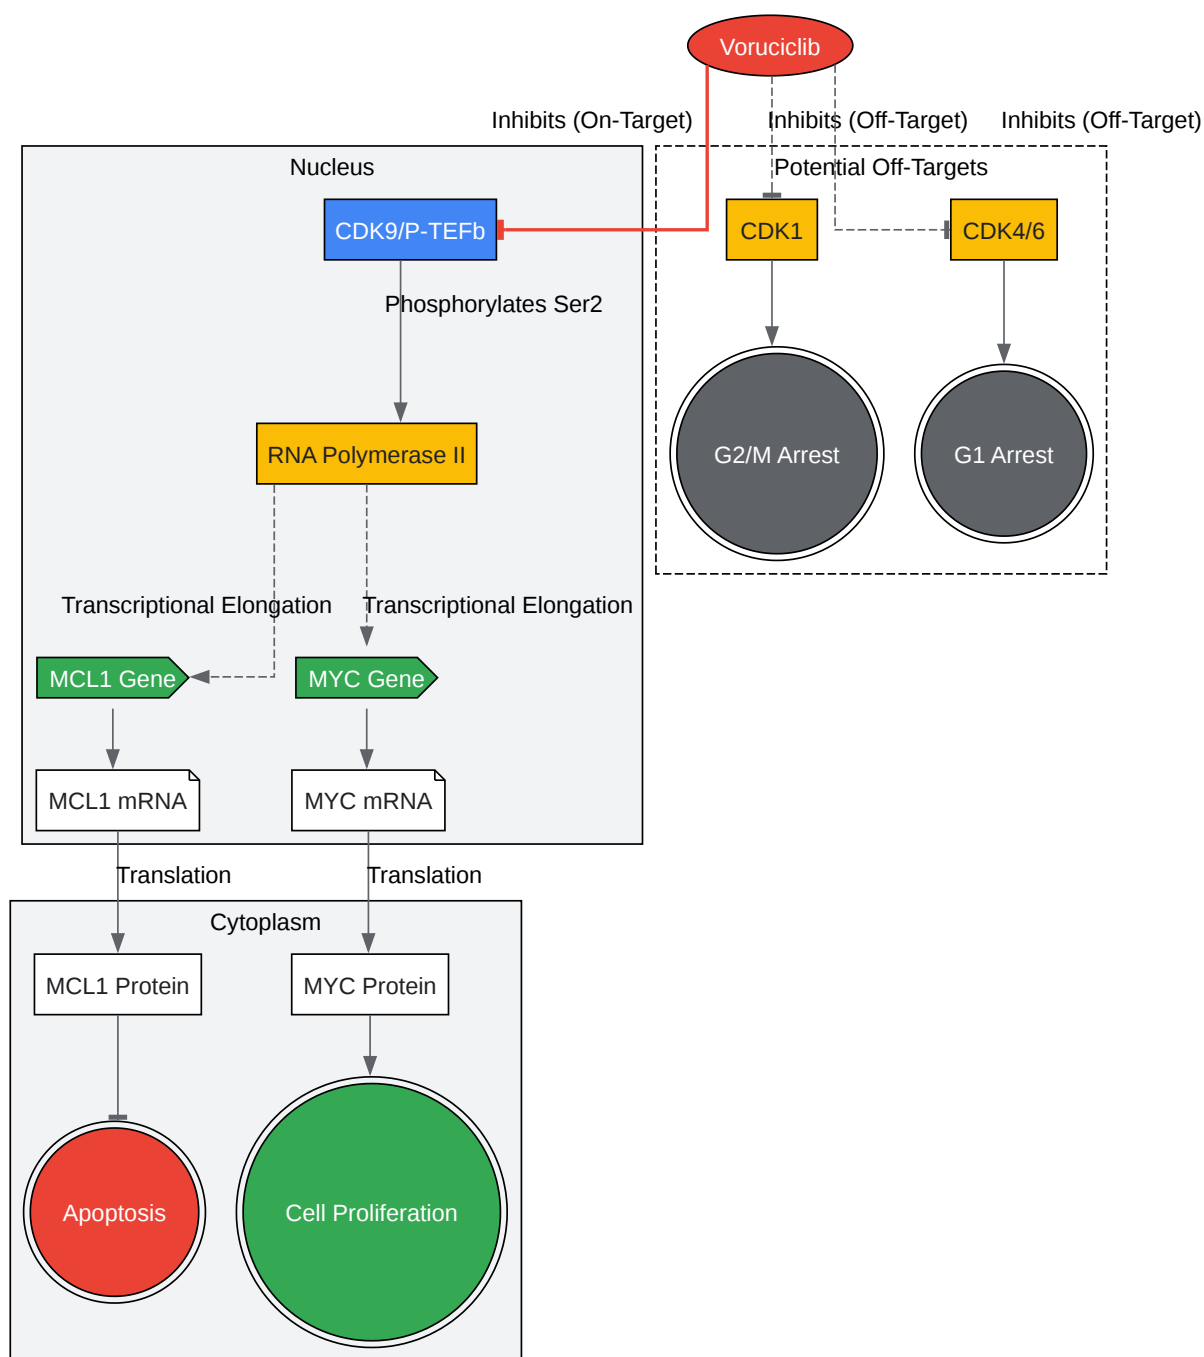 Voruciclib
Inhibits (On-Target)
Inhibits (Off-Target)
Inhibits (Off-Target)
Nucleus
Potential Off-Targets
CDK9/P-TEFb
CDK1
CDK4/6
Phosphorylates Ser2
RNA Polymerase II
G2/M Arrest
G1 Arrest
Transcriptional Elongation
Transcriptional Elongation
MCL1 Gene
MYC Gene
MCL1 mRNA
MYC mRNA
Translation
Translation
Cytoplasm
MCL1 Protein
MYC Protein
Apoptosis
Cell Proliferation